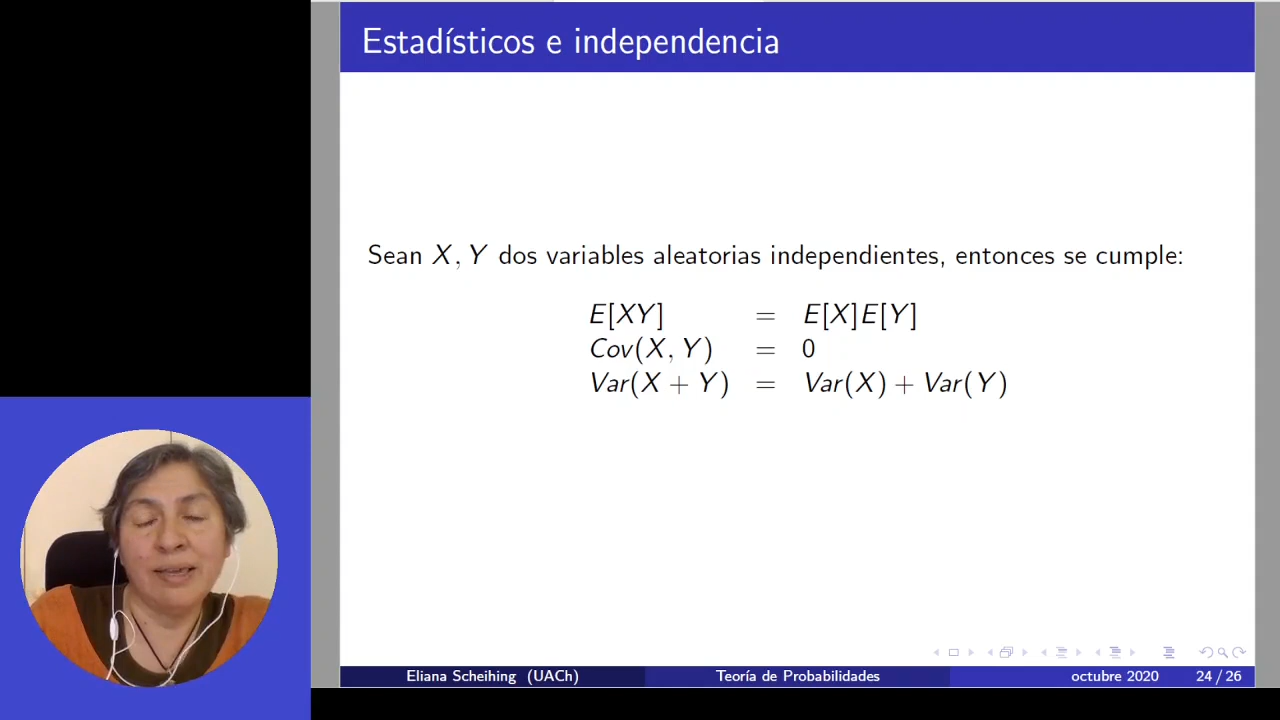 Estadísticos e independencia
Sean X, Y dos variables aleatorias independientes, entonces se cumple:
E[XY] = E[X]E[Y]
Cov(X, Y) = 0
Var(X + Y) = Var(X) + Var(Y)
Eliana Scheihing (UACh) Teoría de Probabilidades octubre 2020 24 / 26